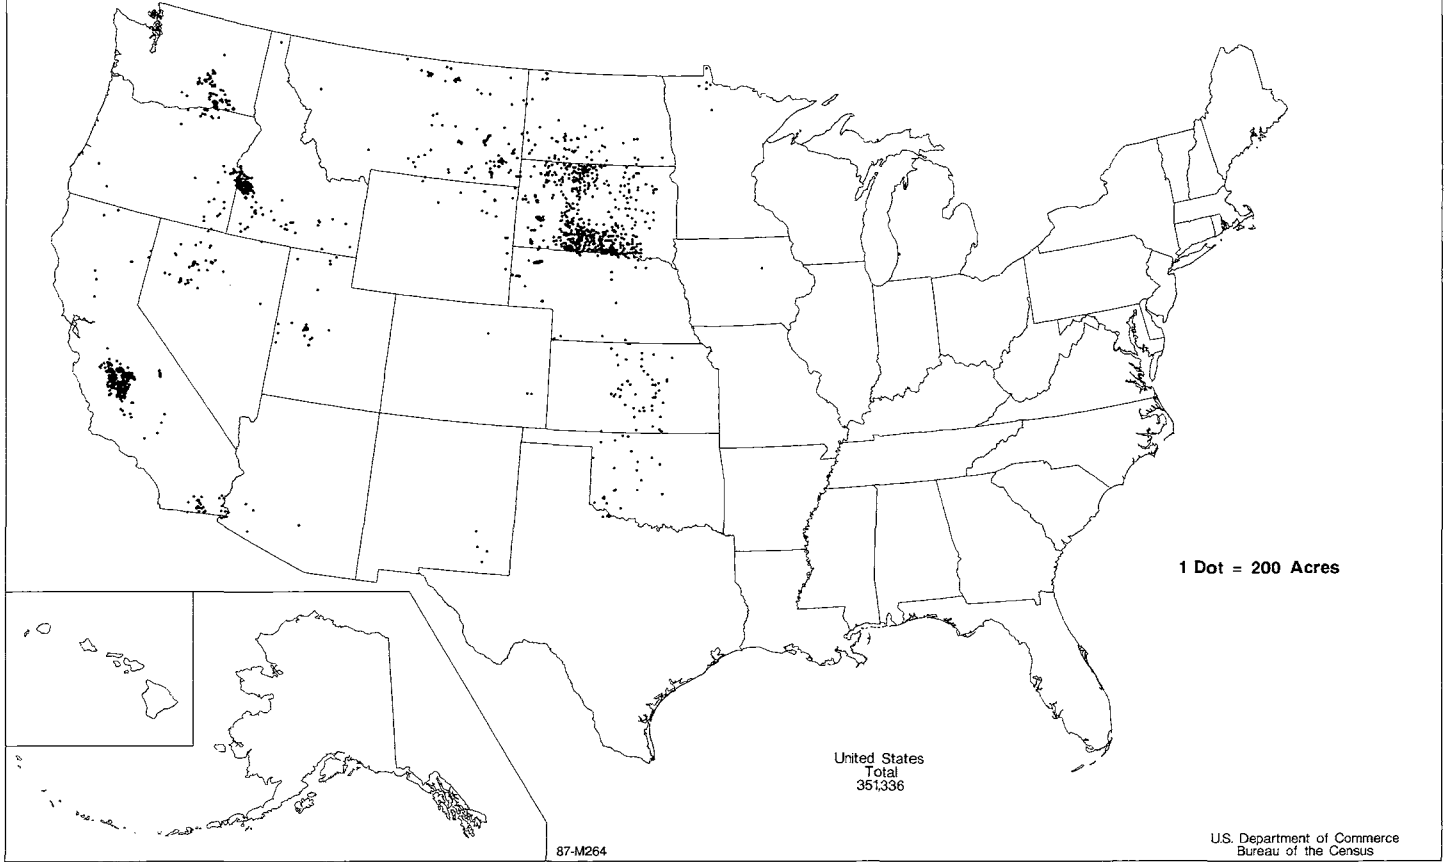 1 Dot = 200 Acres
United States
Total
351,336
87-M264
U.S. Department of Commerce
Bureau of the Census